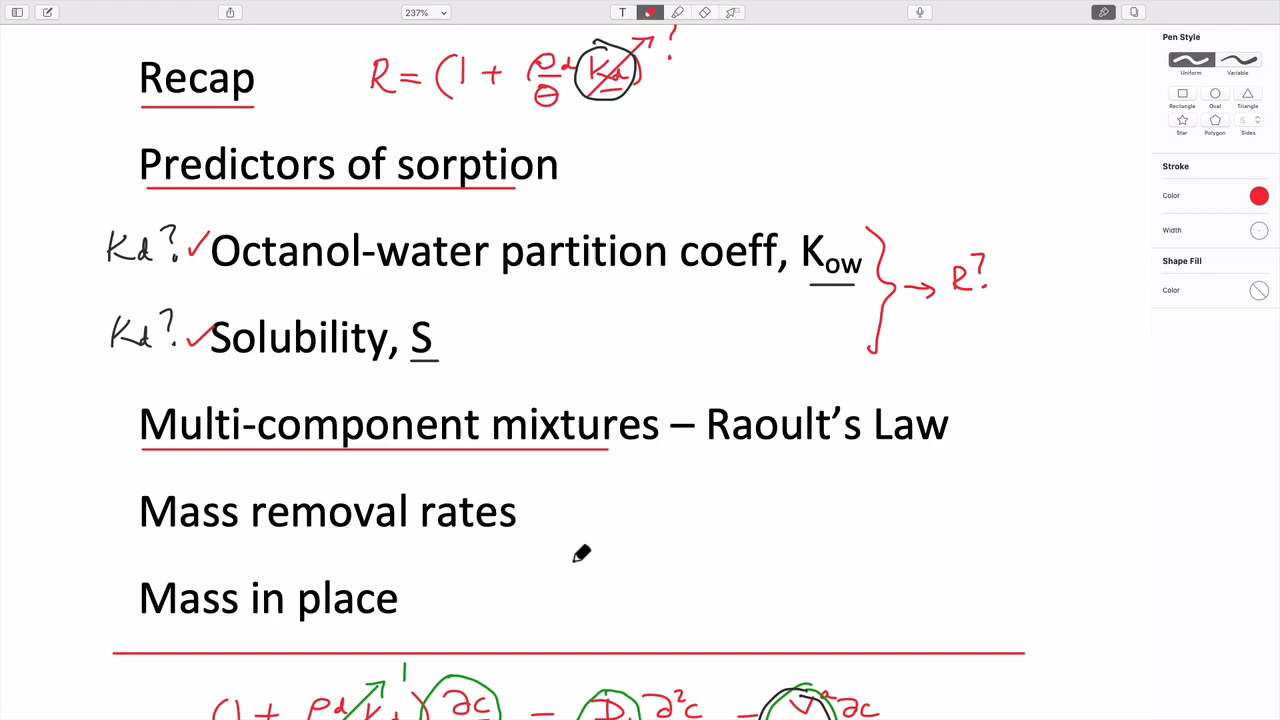 237%
T
Pen Style
Uniform Variable
Rectangle Oval Triangle
Star Polygon 5 Sides
Stroke
Color
Width
Shape Fill
Color
Recap R = (1 + ρd/θ Kd) ?
Predictors of sorption
Kd? ✓ Octanol-water partition coeff, Kow
→ R?
Kd? ✓ Solubility, S
Multi-component mixtures – Raoult's Law
Mass removal rates
Mass in place